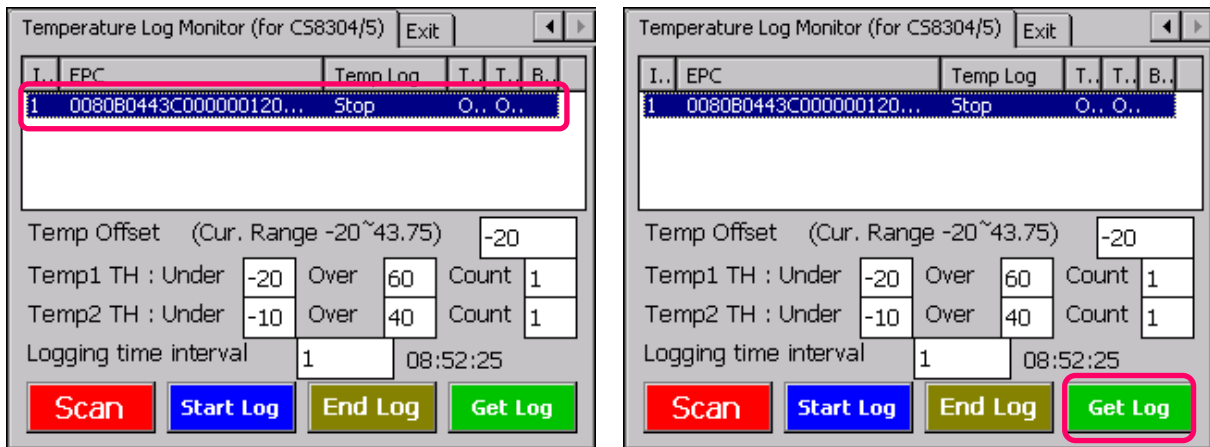 Temperature Log Monitor (for CS8304/5) Exit
I.. EPC Temp Log T.. T.. B..
1 0080B0443C000000120... Stop O.. O..
Temp Offset (Cur. Range -20~43.75) -20
Temp1 TH : Under -20 Over 60 Count 1
Temp2 TH : Under -10 Over 40 Count 1
Logging time interval 1 08:52:25
Scan Start Log End Log Get Log
Temperature Log Monitor (for CS8304/5) Exit
I.. EPC Temp Log T.. T.. B..
1 0080B0443C000000120... Stop O.. O..
Temp Offset (Cur. Range -20~43.75) -20
Temp1 TH : Under -20 Over 60 Count 1
Temp2 TH : Under -10 Over 40 Count 1
Logging time interval 1 08:52:25
Scan Start Log End Log Get Log